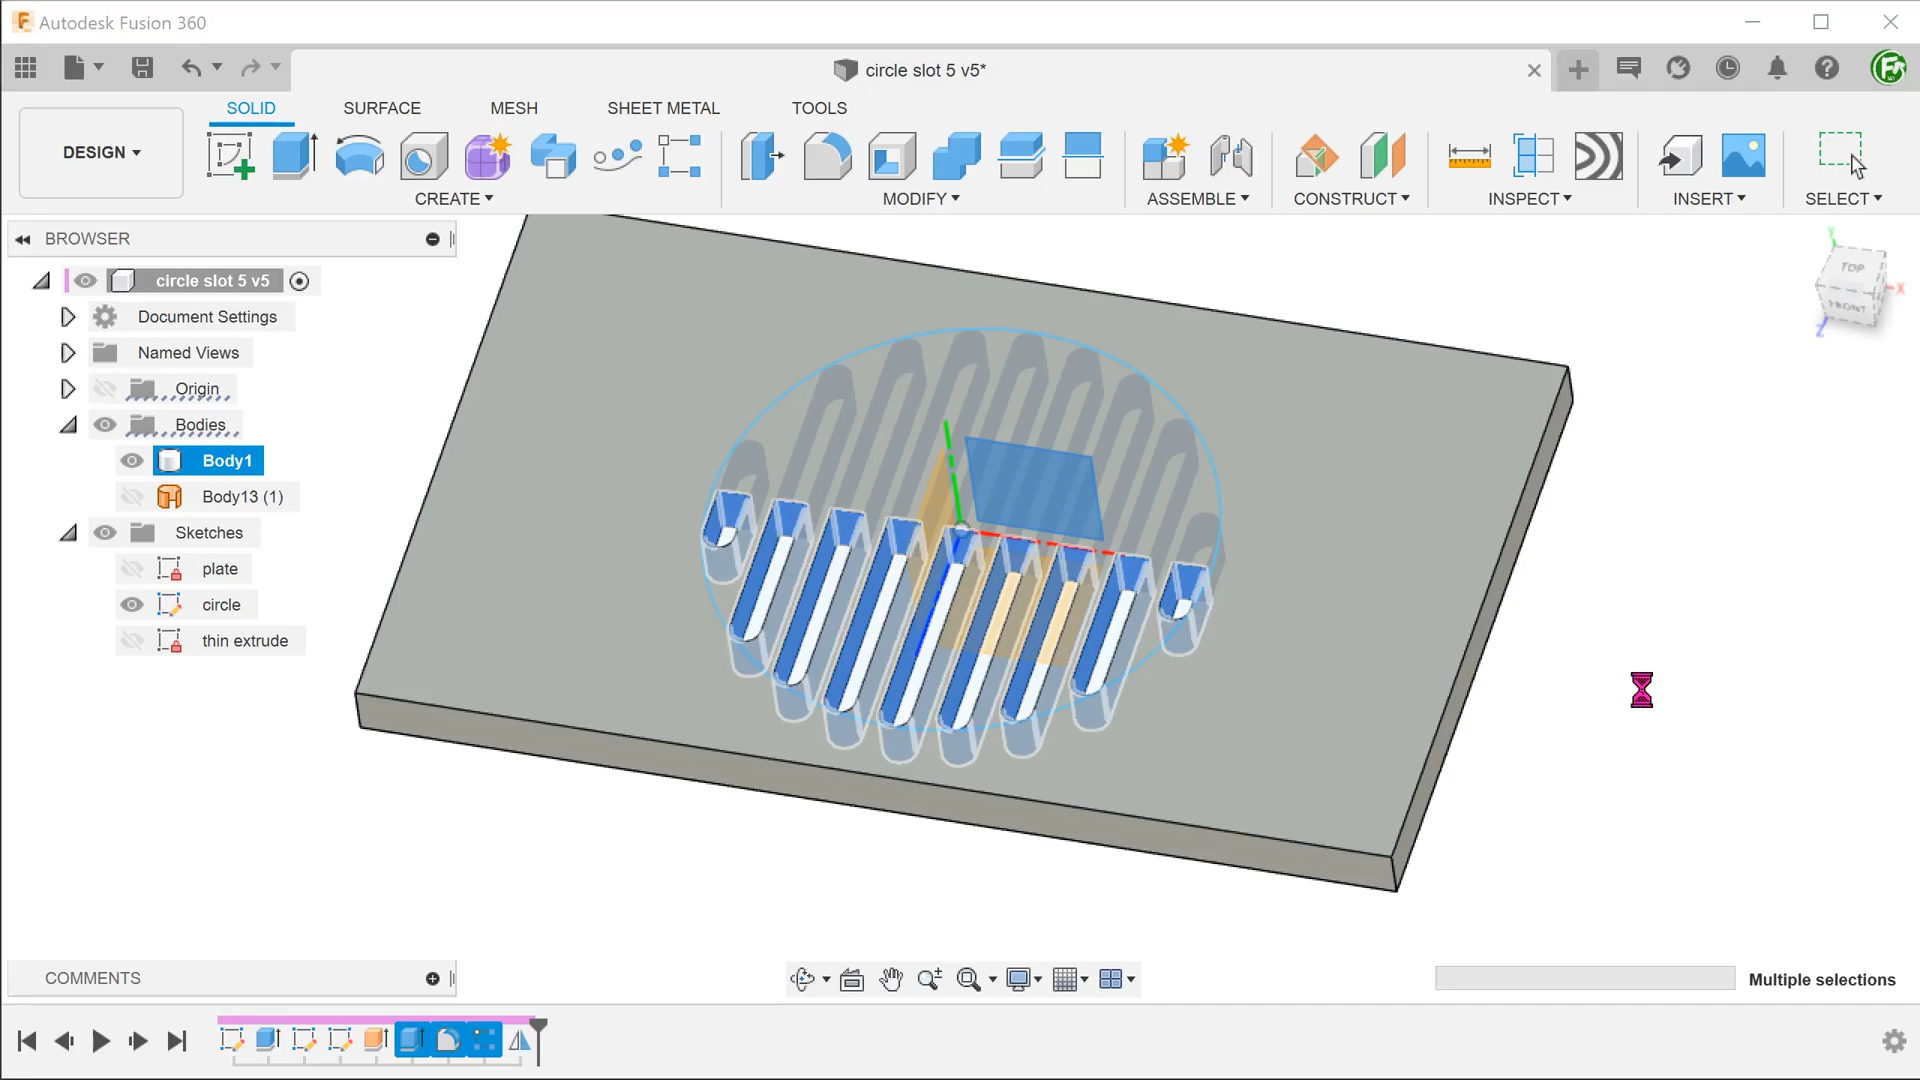 Autodesk Fusion 360
circle slot 5 v5*
SOLID SURFACE MESH SHEET METAL TOOLS
DESIGN
CREATE MODIFY ASSEMBLE CONSTRUCT INSPECT INSERT SELECT
BROWSER
circle slot 5 v5
Document Settings
Named Views
Origin
Bodies
Body1
Body13 (1)
Sketches
plate
circle
thin extrude
Y
TOP
X
FRONT
Z
COMMENTS
Multiple selections